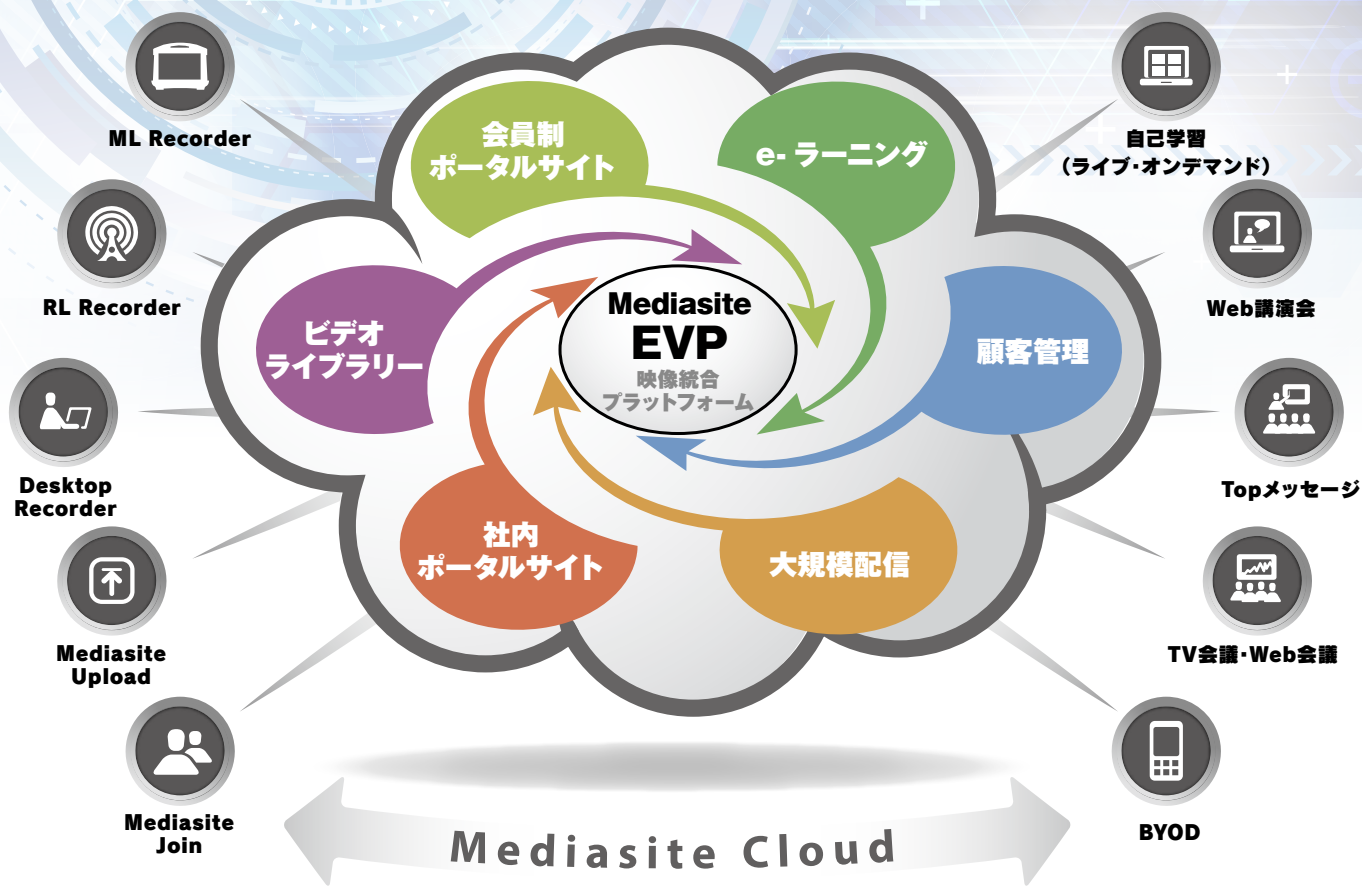 ML Recorder
RL Recorder
Desktop
Recorder
Mediasite
Upload
Mediasite
Join
会員制
ポータルサイト
e- ラーニング
ビデオ
ライブラリー
Mediasite
EVP
映像統合
プラットフォーム
顧客管理
社内
ポータルサイト
大規模配信
自己学習
（ライブ・オンデマンド）
Web講演会
Topメッセージ
TV会議・Web会議
BYOD
Mediasite Cloud